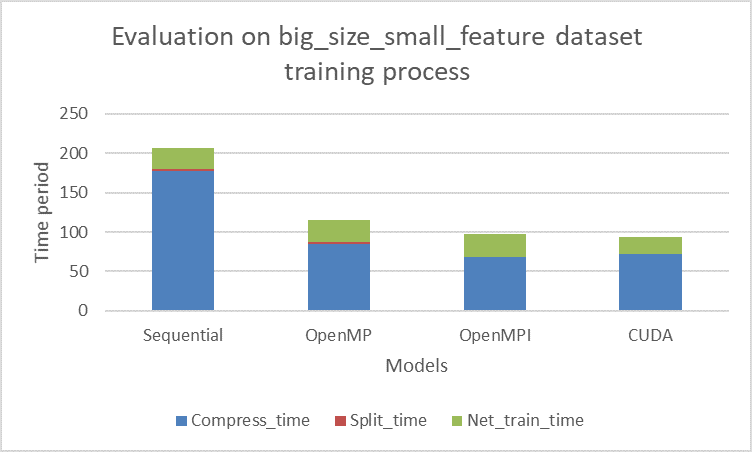 Evaluation on big_size_small_feature dataset
training process
250
200
150
100
50
0
Time period
Sequential
OpenMP
OpenMPI
CUDA
Models
Compress_time
Split_time
Net_train_time